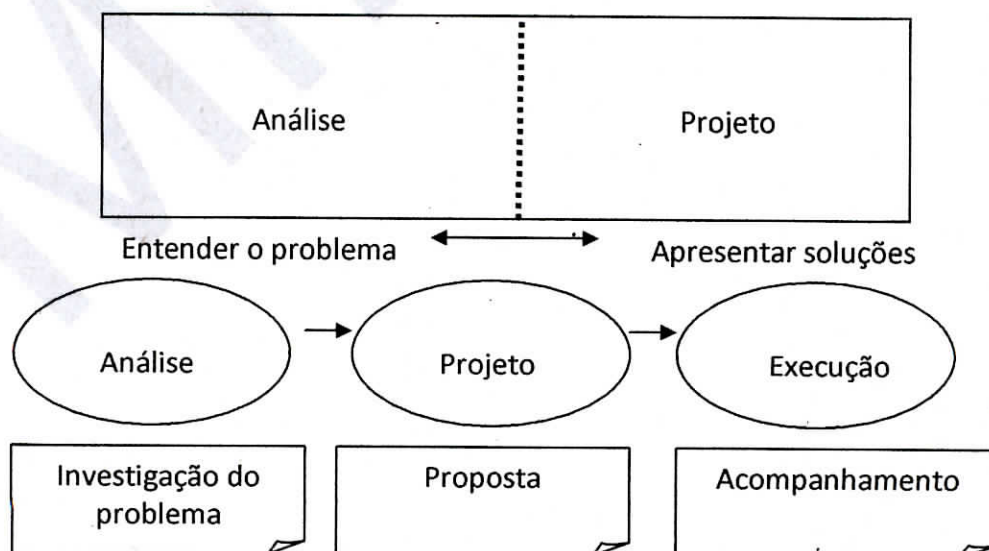 Análise
Projeto
Entender o problema
Apresentar soluções
Análise
Projeto
Execução
Investigação do
problema
Proposta
Acompanhamento